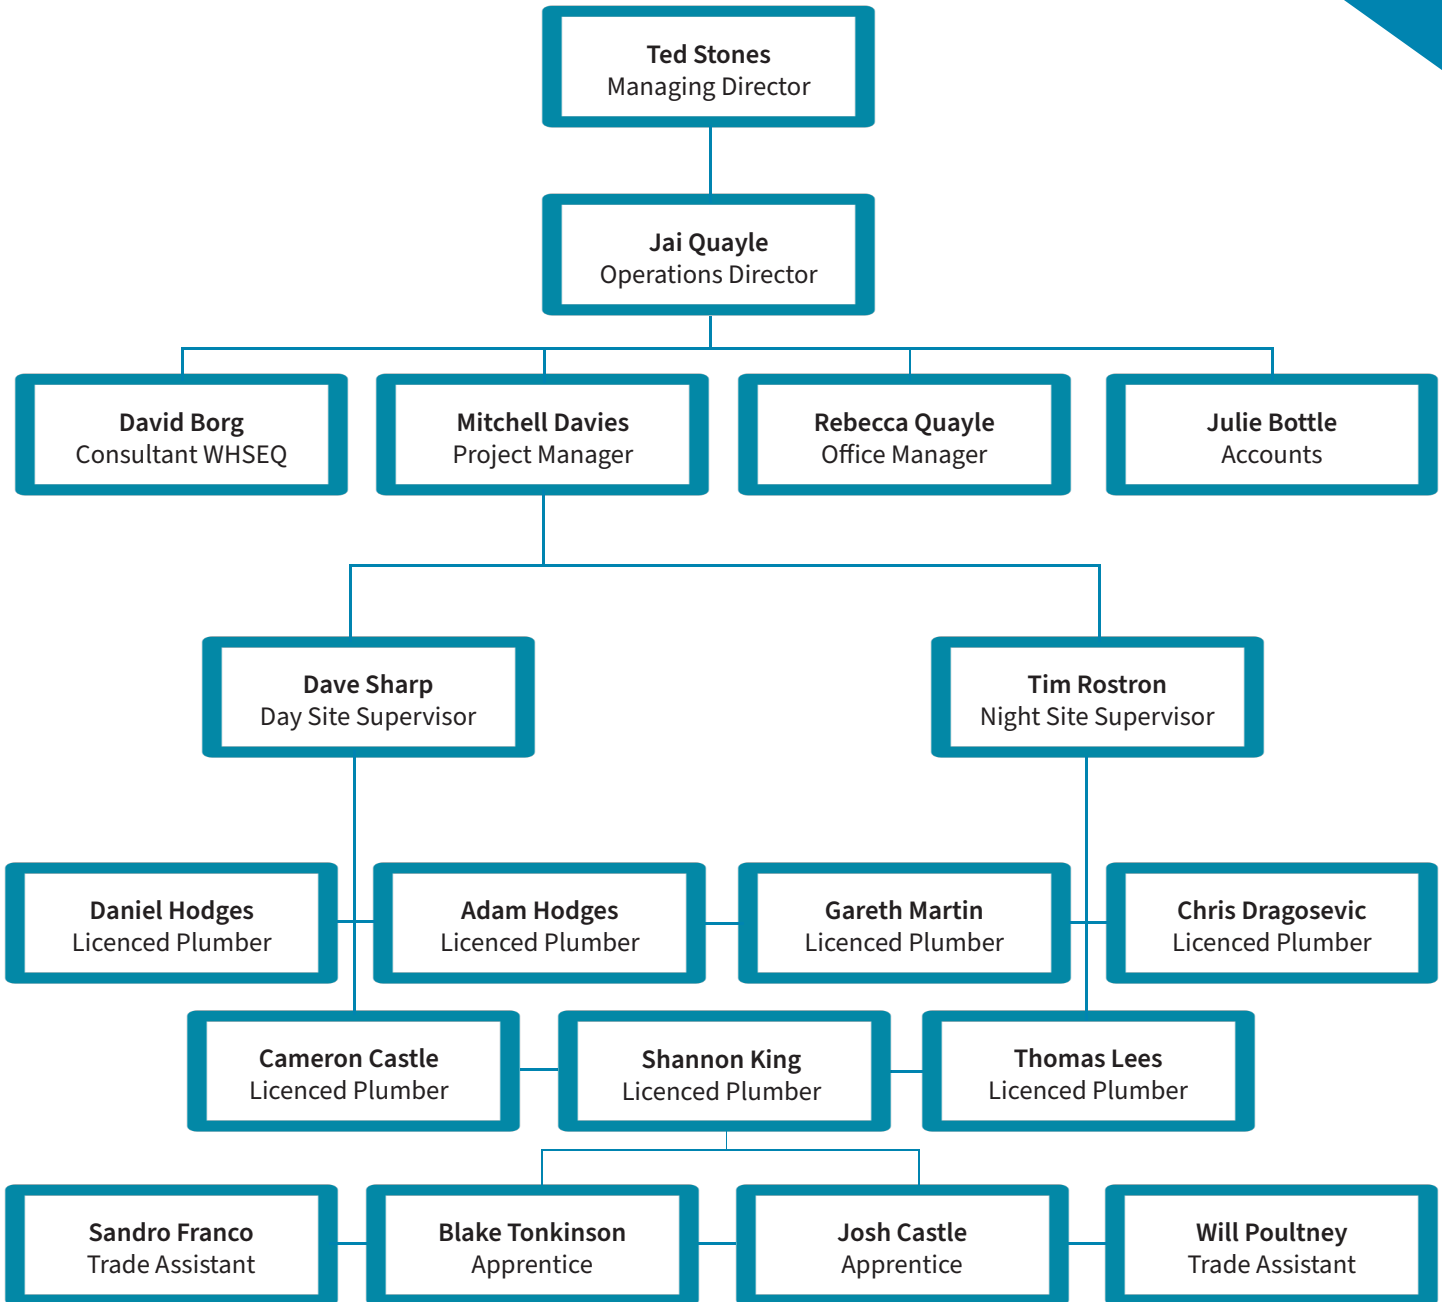 Ted Stones
Managing Director
Jai Quayle
Operations Director
David Borg
Consultant WHSEQ
Mitchell Davies
Project Manager
Rebecca Quayle
Office Manager
Julie Bottle
Accounts
Dave Sharp
Day Site Supervisor
Tim Rostron
Night Site Supervisor
Daniel Hodges
Licenced Plumber
Adam Hodges
Licenced Plumber
Gareth Martin
Licenced Plumber
Chris Dragosevic
Licenced Plumber
Cameron Castle
Licenced Plumber
Shannon King
Licenced Plumber
Thomas Lees
Licenced Plumber
Sandro Franco
Trade Assistant
Blake Tonkinson
Apprentice
Josh Castle
Apprentice
Will Poultney
Trade Assistant